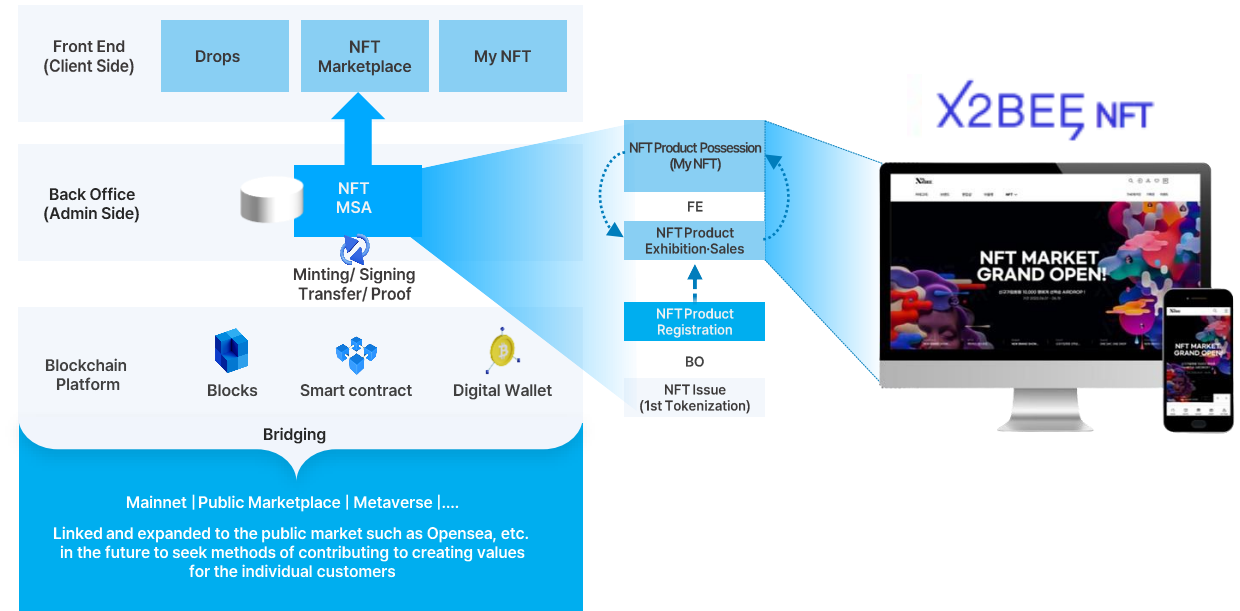 Front End
(Client Side)
Drops
NFT
Marketplace
My NFT
Back Office
(Admin Side)
NFT
MSA
Minting/ Signing
Transfer/ Proof
Blockchain
Platform
Blocks
Smart contract
Digital Wallet
Bridging
Mainnet | Public Marketplace | Metaverse |....
Linked and expanded to the public market such as Opensea, etc.
in the future to seek methods of contributing to creating values
for the individual customers
NFT Product Possession
(My NFT)
FE
NFT Product
Exhibition·Sales
NFT Product
Registration
BO
NFT Issue
(1st Tokenization)
X2BEE NFT
NFT MARKET
GRAND OPEN!
NFT MARKET
GRAND OPEN!